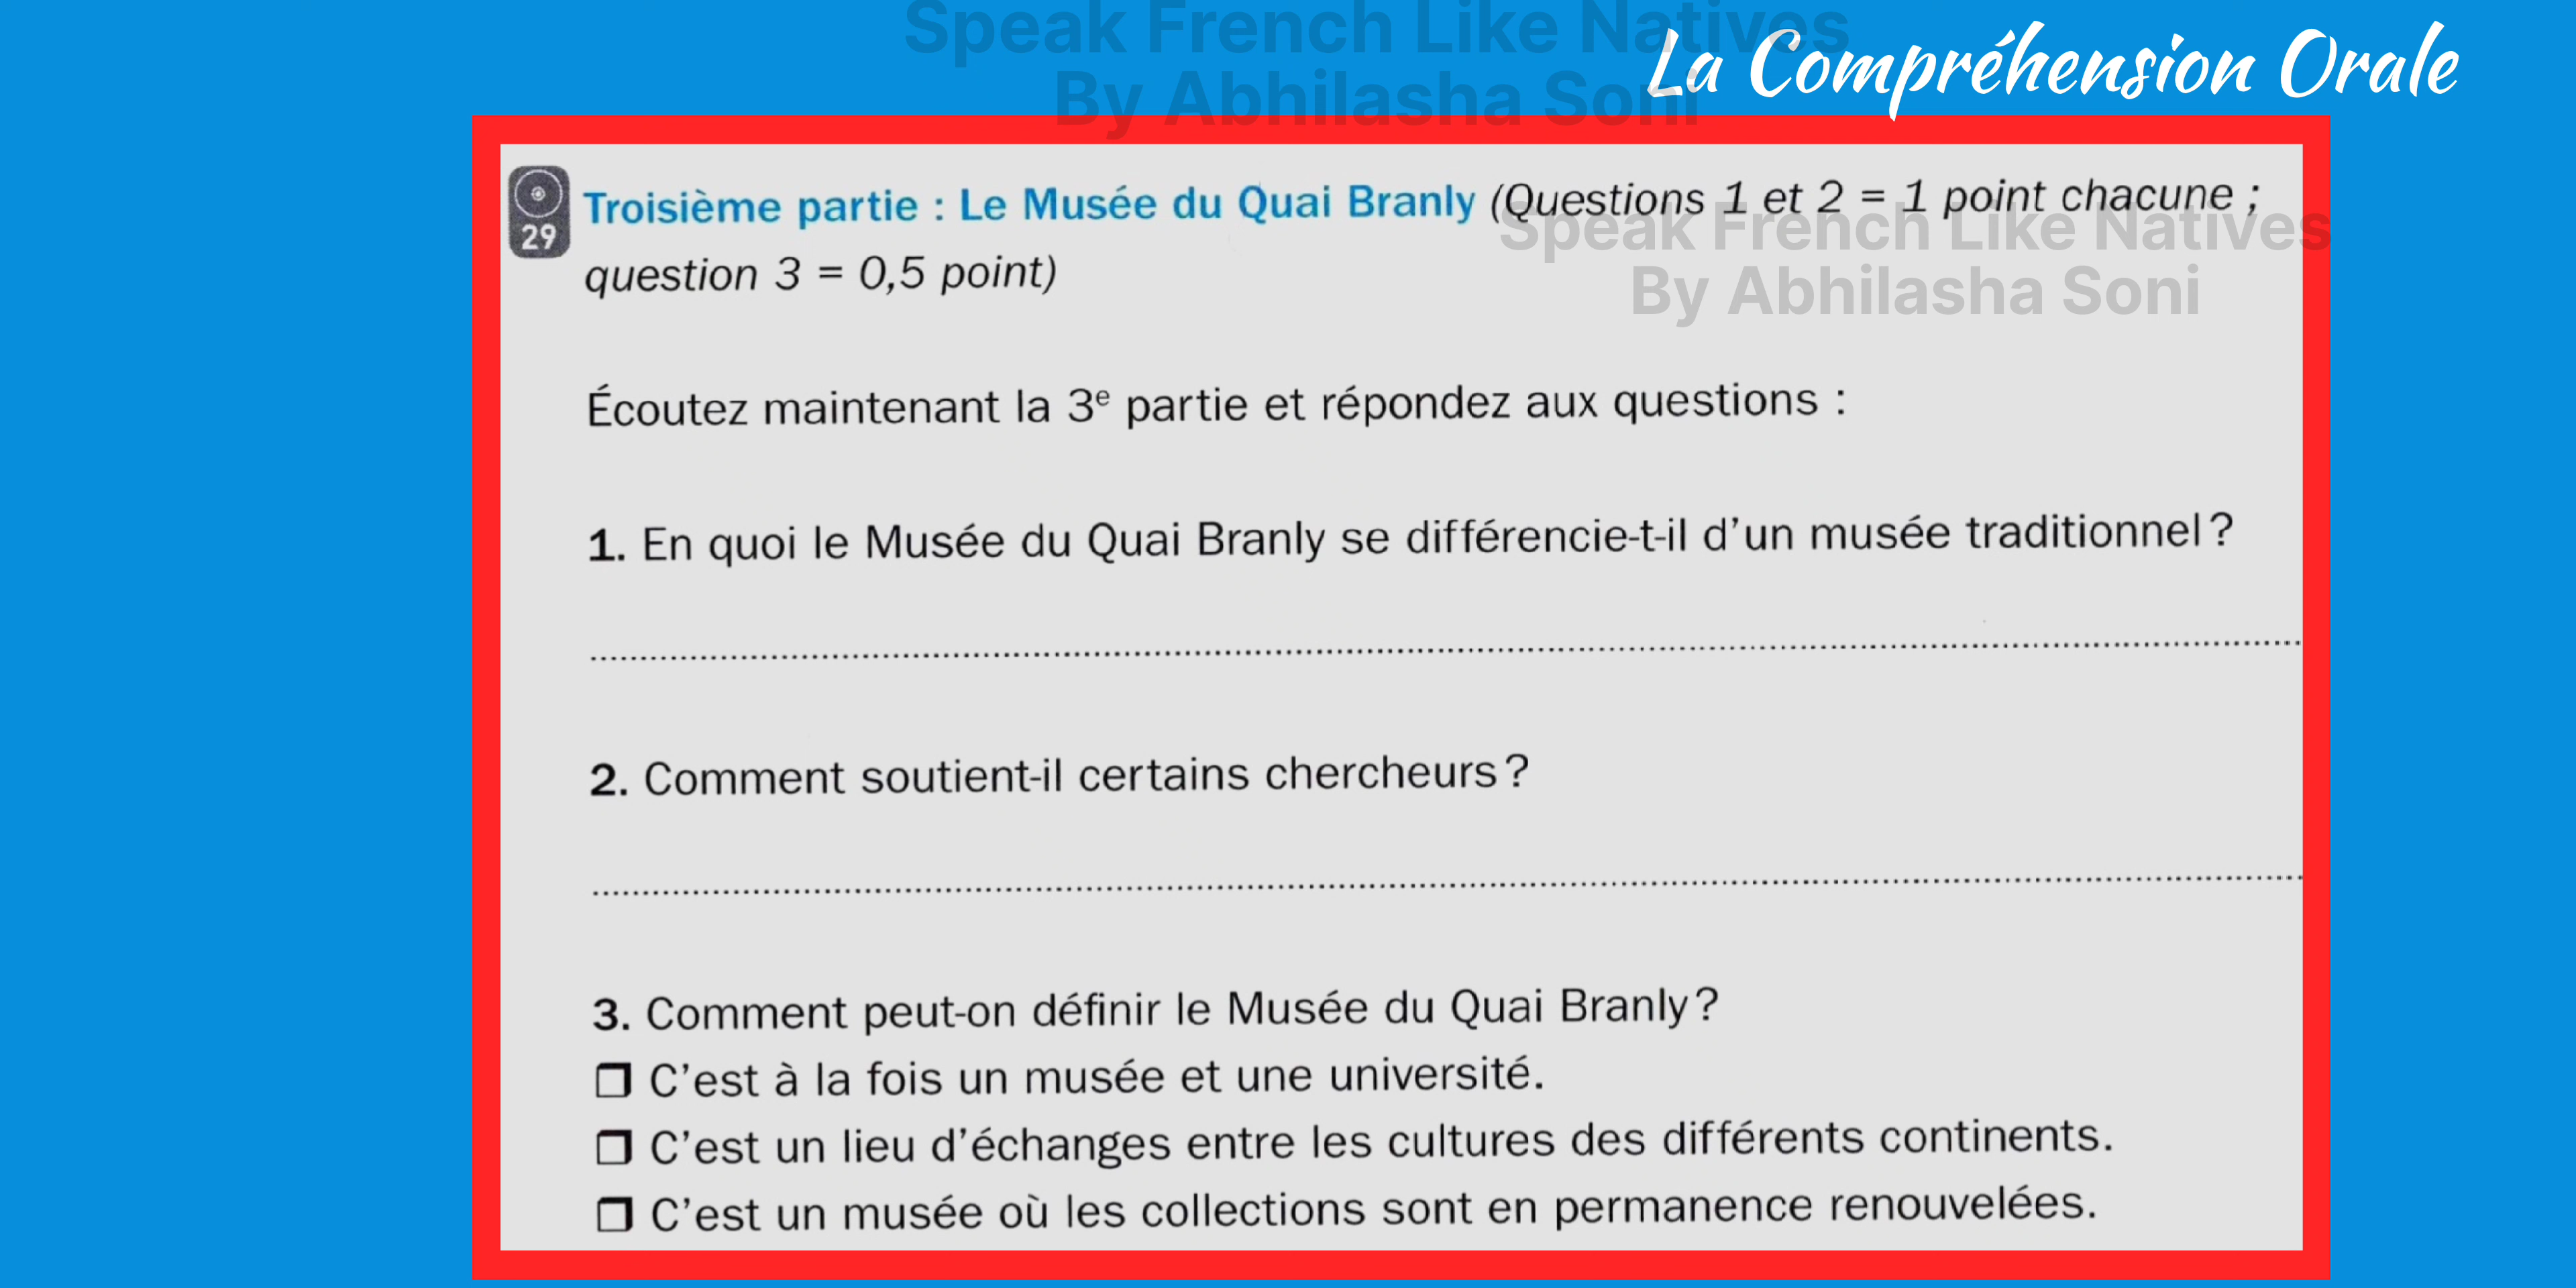 Speak French Like Natives
By Abhilasha Soni
La Compréhension Orale
29
Troisième partie : Le Musée du Quai Branly (Questions 1 et 2 = 1 point chacune ;
question 3 = 0,5 point)
Speak French Like Natives
By Abhilasha Soni
Écoutez maintenant la 3e partie et répondez aux questions :
1. En quoi le Musée du Quai Branly se différencie-t-il d'un musée traditionnel ?
2. Comment soutient-il certains chercheurs ?
3. Comment peut-on définir le Musée du Quai Branly ?
❒ C'est à la fois un musée et une université.
❒ C'est un lieu d'échanges entre les cultures des différents continents.
❒ C'est un musée où les collections sont en permanence renouvelées.